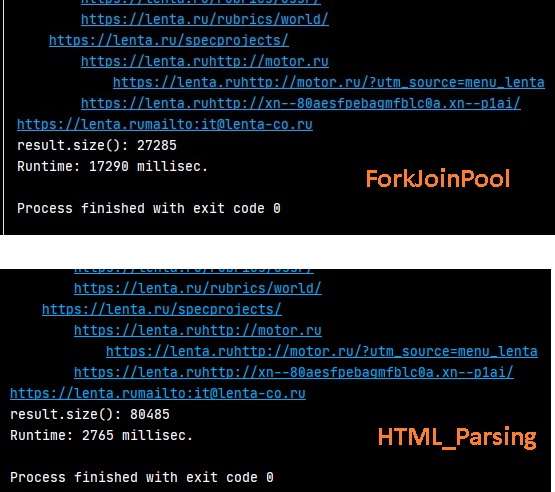 https://lenta.ru/rubrics/world/
https://lenta.ru/specprojects/
https://lenta.ruhttp://motor.ru
https://lenta.ruhttp://motor.ru/?utm_source=menu_lenta
https://lenta.ruhttp://xn--80aesfpebagmfblc0a.xn--p1ai/
https://lenta.rumailto:it@lenta-co.ru
result.size(): 27285
Runtime: 17290 millisec.
ForkJoinPool
Process finished with exit code 0
https://lenta.ru/rubrics/world/
https://lenta.ru/specprojects/
https://lenta.ruhttp://motor.ru
https://lenta.ruhttp://motor.ru/?utm_source=menu_lenta
https://lenta.ruhttp://xn--80aesfpebagmfblc0a.xn--p1ai/
https://lenta.rumailto:it@lenta-co.ru
result.size(): 80485
Runtime: 2765 millisec.
HTML_Parsing
Process finished with exit code 0